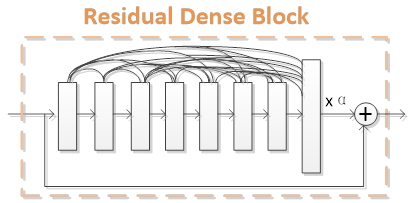 Residual Dense Block
x α
+